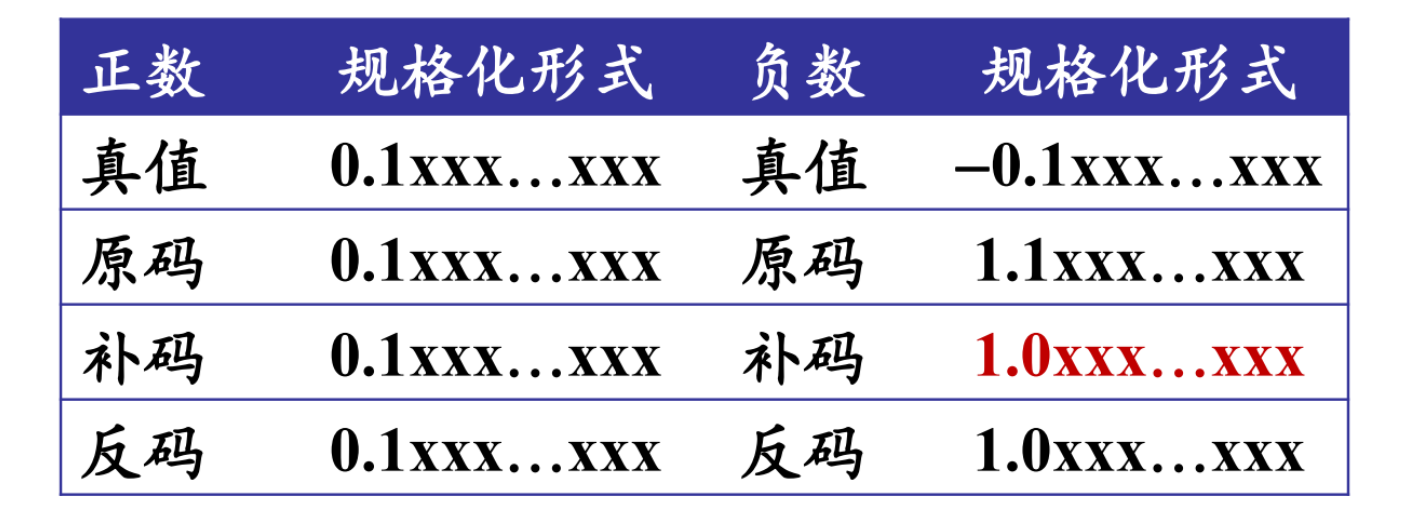 正数 规格化形式 负数 规格化形式
真值 0.1xxx…xxx 真值 –0.1xxx…xxx
原码 0.1xxx…xxx 原码 1.1xxx…xxx
补码 0.1xxx…xxx 补码 1.0xxx…xxx
反码 0.1xxx…xxx 反码 1.0xxx…xxx